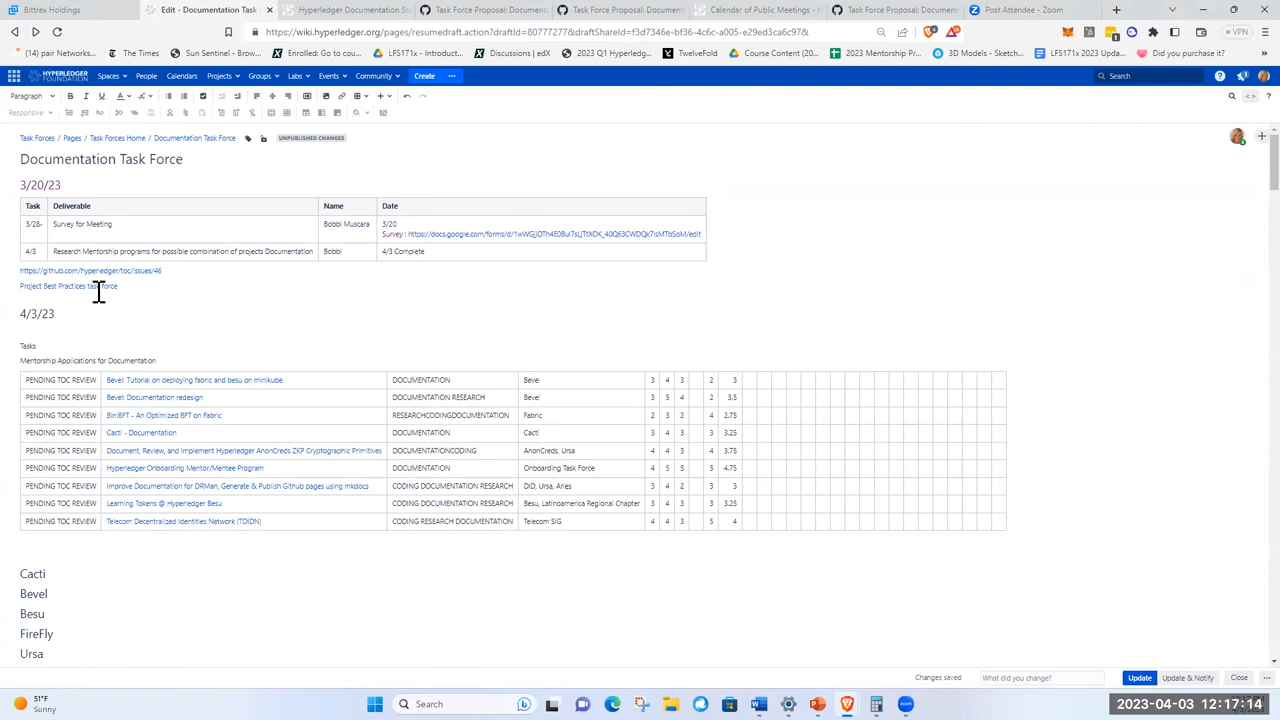 Bittrex Holdings
Edit - Documentation Task
Hyperledger Documentation St
Task Force Proposal: Document
Task Force Proposal: Documen
Calendar of Public Meetings - H
Task Force Proposal: Documen
Post Attendee - Zoom
https://wiki.hyperledger.org/pages/resumedraft.action?draftId=80777277&draftShareId=f3d7346e-bf36-4c6c-a005-e29ed3ca6c97&
VPN
(14) pair Networks...
The Times
Sun Sentinel - Brow...
Enrolled: Go to cou...
LFS171x - Introduct...
Discussions | edX
2023 Q1 Hyperledg...
TwelveFold
Course Content (20...
2023 Mentorship Pr...
3D Models - Sketch...
LFS171x 2023 Upda...
Did you purchase it?
HYPERLEDGER FOUNDATION
Spaces People Calendars Projects Groups Labs Events Community Create ... Search
Paragraph B I U A
Responsive
Task Forces / Pages / Task Forces Home / Documentation Task Force UNPUBLISHED CHANGES
Documentation Task Force
3/20/23
Task Deliverable Name Date
3/28- Survey for Meeting Bobbi Muscara 3/20
4/3 Research Mentorship programs for possible combination of projects Documentation Bobbi 4/3 Complete
https://github.com/hyperledger/toc/issues/46
Project Best Practices task force
4/3/23
Tasks
Mentorship Applications for Documentation
PENDING TOC REVIEW Bevel: Tutorial on deploying fabric and besu on minikube DOCUMENTATION Bevel 3 4 3 2 3
PENDING TOC REVIEW Bevel: Documentation redesign DOCUMENTATION RESEARCH Bevel 3 5 4 2 3.5
PENDING TOC REVIEW BiniBFT - An Optimized BFT on Fabric RESEARCHCODINGDOCUMENTATION Fabric 2 3 2 4 2.75
PENDING TOC REVIEW Cacti - Documentation DOCUMENTATION Cacti 3 4 3 3 3.25
PENDING TOC REVIEW Document, Review, and Implement Hyperledger AnonCreds ZKP Cryptographic Primitives DOCUMENTATIONCODING AnonCreds, Ursa 4 4 3 4 3.75
PENDING TOC REVIEW Hyperledger Onboarding Mentor/Mentee Program DOCUMENTATION Onboarding Task Force 4 5 5 5 4.75
PENDING TOC REVIEW Improve Documentation for DRMan, Generate & Publish Github pages using mkdocs CODING DOCUMENTATION RESEARCH DID, Ursa, Aries 3 4 2 3 3
PENDING TOC REVIEW Learning Tokens @ Hyperledger Besu CODING DOCUMENTATION RESEARCH Besu, Latinoamerica Regional Chapter 3 4 3 3 3.25
PENDING TOC REVIEW Telecom Decentralized Identities Network (TDIDN) CODING RESEARCH DOCUMENTATION Telecom SIG 4 4 3 5 4
Cacti
Bevel
Besu
FireFly
Ursa
Changes saved What did you change? Update Update & Notify Close ...
51°F
Sunny
Search
2023-04-03 12:17:14